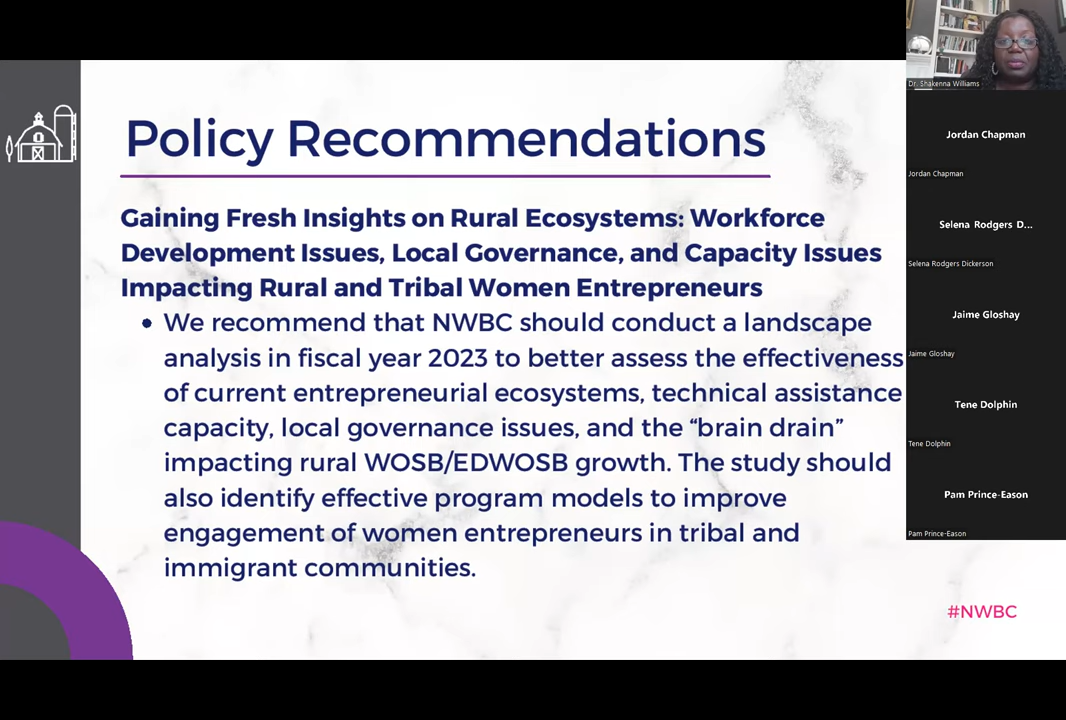 Policy Recommendations
Gaining Fresh Insights on Rural Ecosystems: Workforce
Development Issues, Local Governance, and Capacity Issues
Impacting Rural and Tribal Women Entrepreneurs
• We recommend that NWBC should conduct a landscape
analysis in fiscal year 2023 to better assess the effectiveness
of current entrepreneurial ecosystems, technical assistance
capacity, local governance issues, and the “brain drain”
impacting rural WOSB/EDWOSB growth. The study should
also identify effective program models to improve
engagement of women entrepreneurs in tribal and
immigrant communities.
#NWBC
Dr. Shakenna Williams
Jordan Chapman
Jordan Chapman
Selena Rodgers D...
Selena Rodgers Dickerson
Jaime Gloshay
Jaime Gloshay
Tene Dolphin
Tene Dolphin
Pam Prince-Eason
Pam Prince-Eason